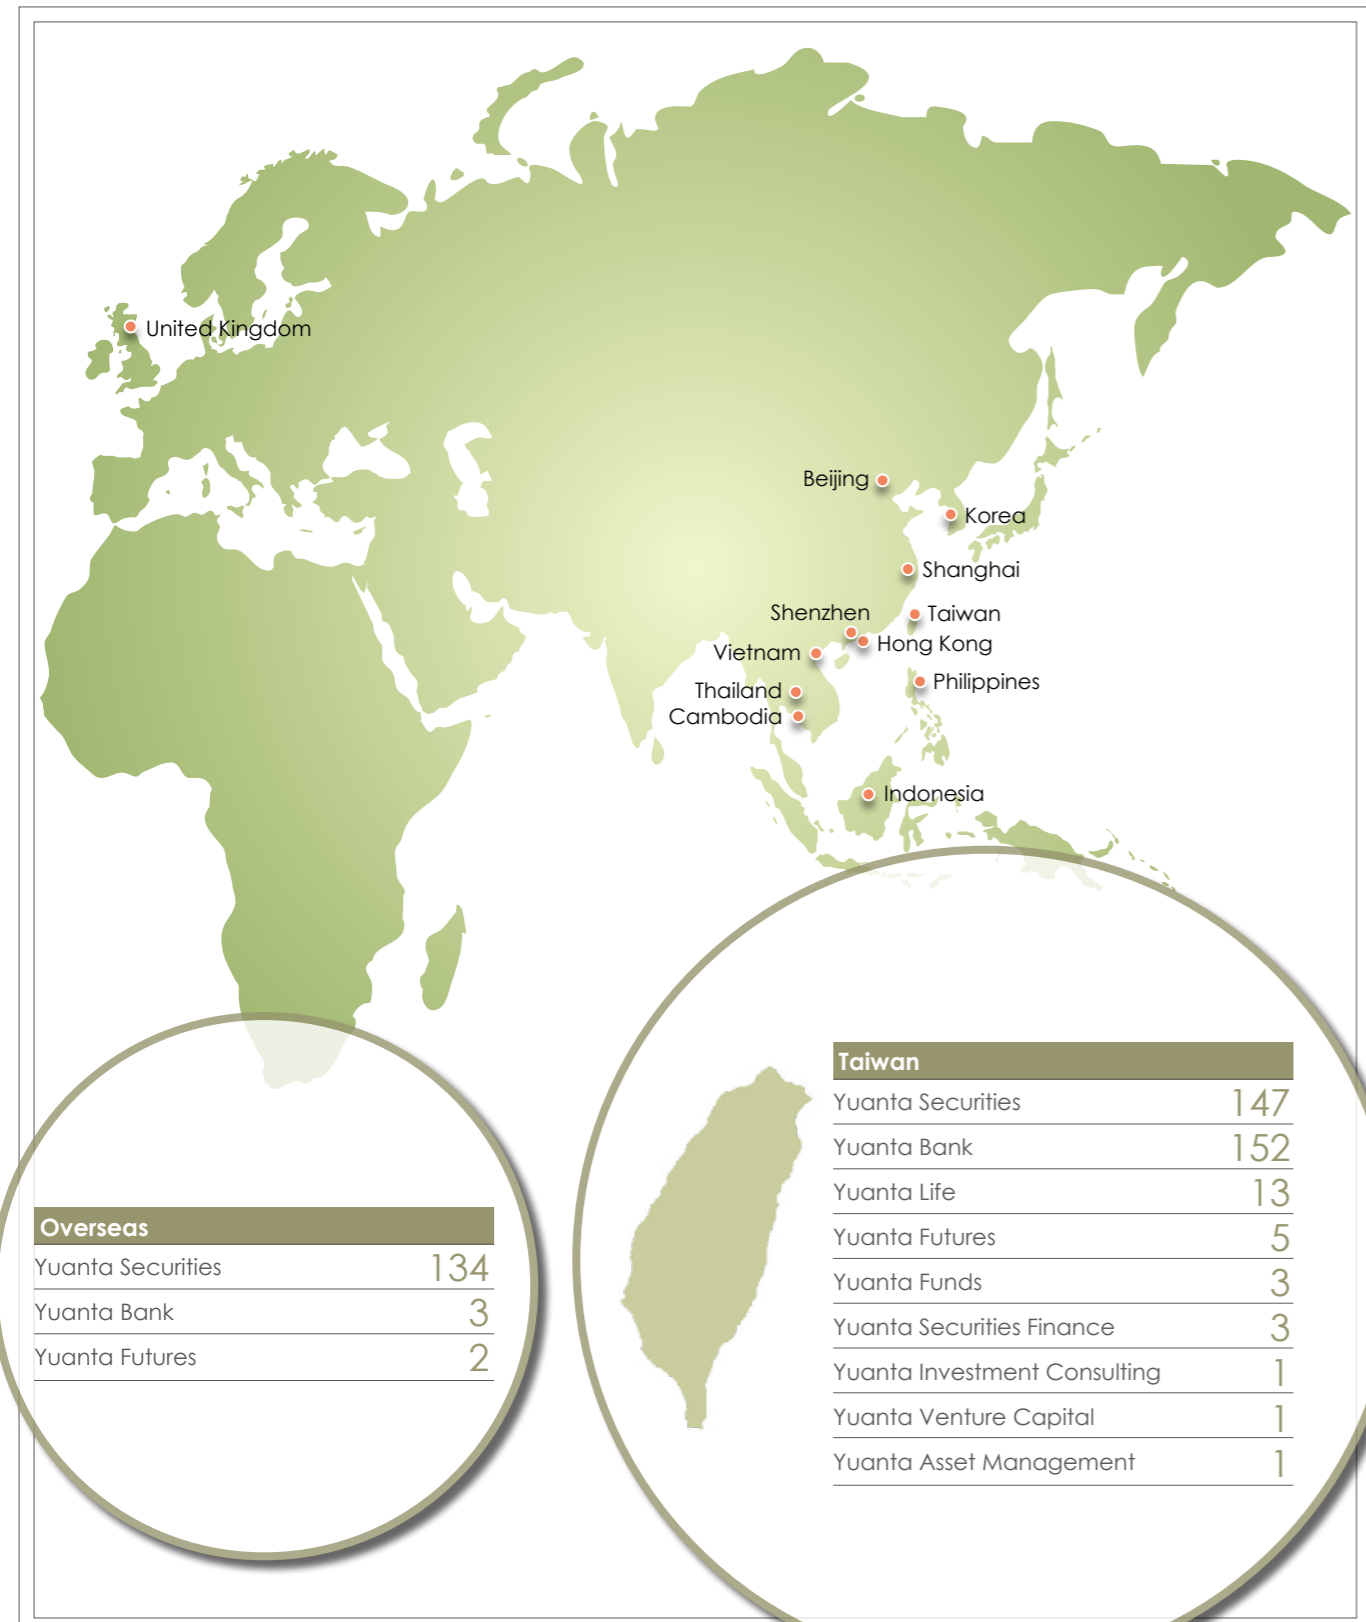 United Kingdom
Beijing
Korea
Shanghai
Shenzhen
Taiwan
Hong Kong
Vietnam
Philippines
Thailand
Cambodia
Indonesia
Overseas
Yuanta Securities 134
Yuanta Bank 3
Yuanta Futures 2
Taiwan
Yuanta Securities 147
Yuanta Bank 152
Yuanta Life 13
Yuanta Futures 5
Yuanta Funds 3
Yuanta Securities Finance 3
Yuanta Investment Consulting 1
Yuanta Venture Capital 1
Yuanta Asset Management 1